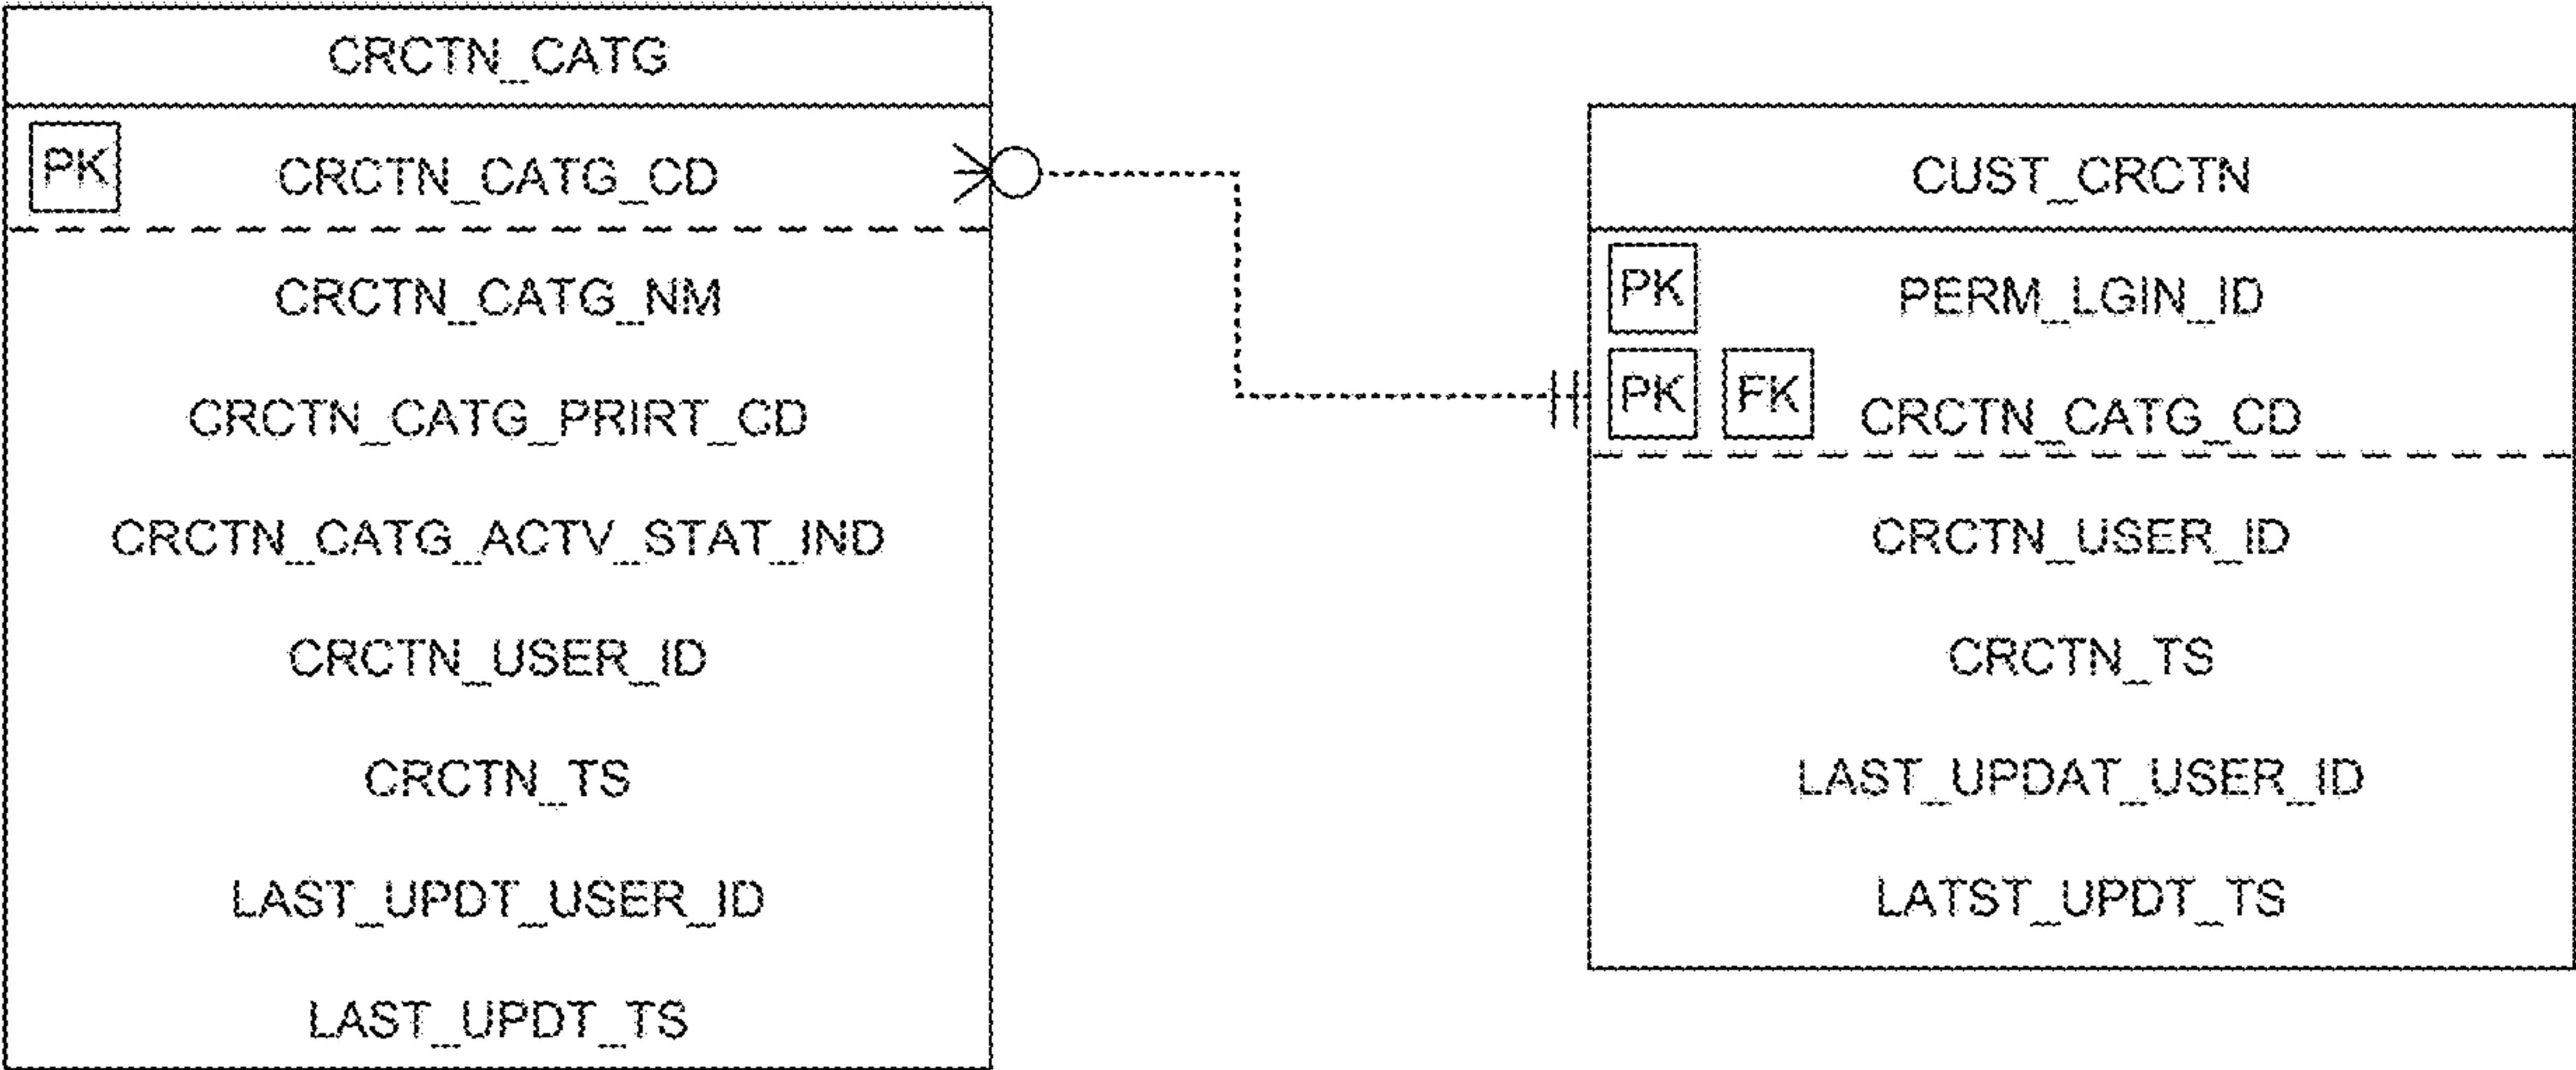 CRCTN_CATG
PK CRCTN_CATG_CD
CRCTN_CATG_NM
CRCTN_CATG_PRIRT_CD
CRCTN_CATG_ACTV_STAT_IND
CRCTN_USER_ID
CRCTN_TS
LAST_UPDT_USER_ID
LAST_UPDT_TS
CUST_CRCTN
PK PERM_LGIN_ID
PK FK CRCTN_CATG_CD
CRCTN_USER_ID
CRCTN_TS
LAST_UPDAT_USER_ID
LATST_UPDT_TS